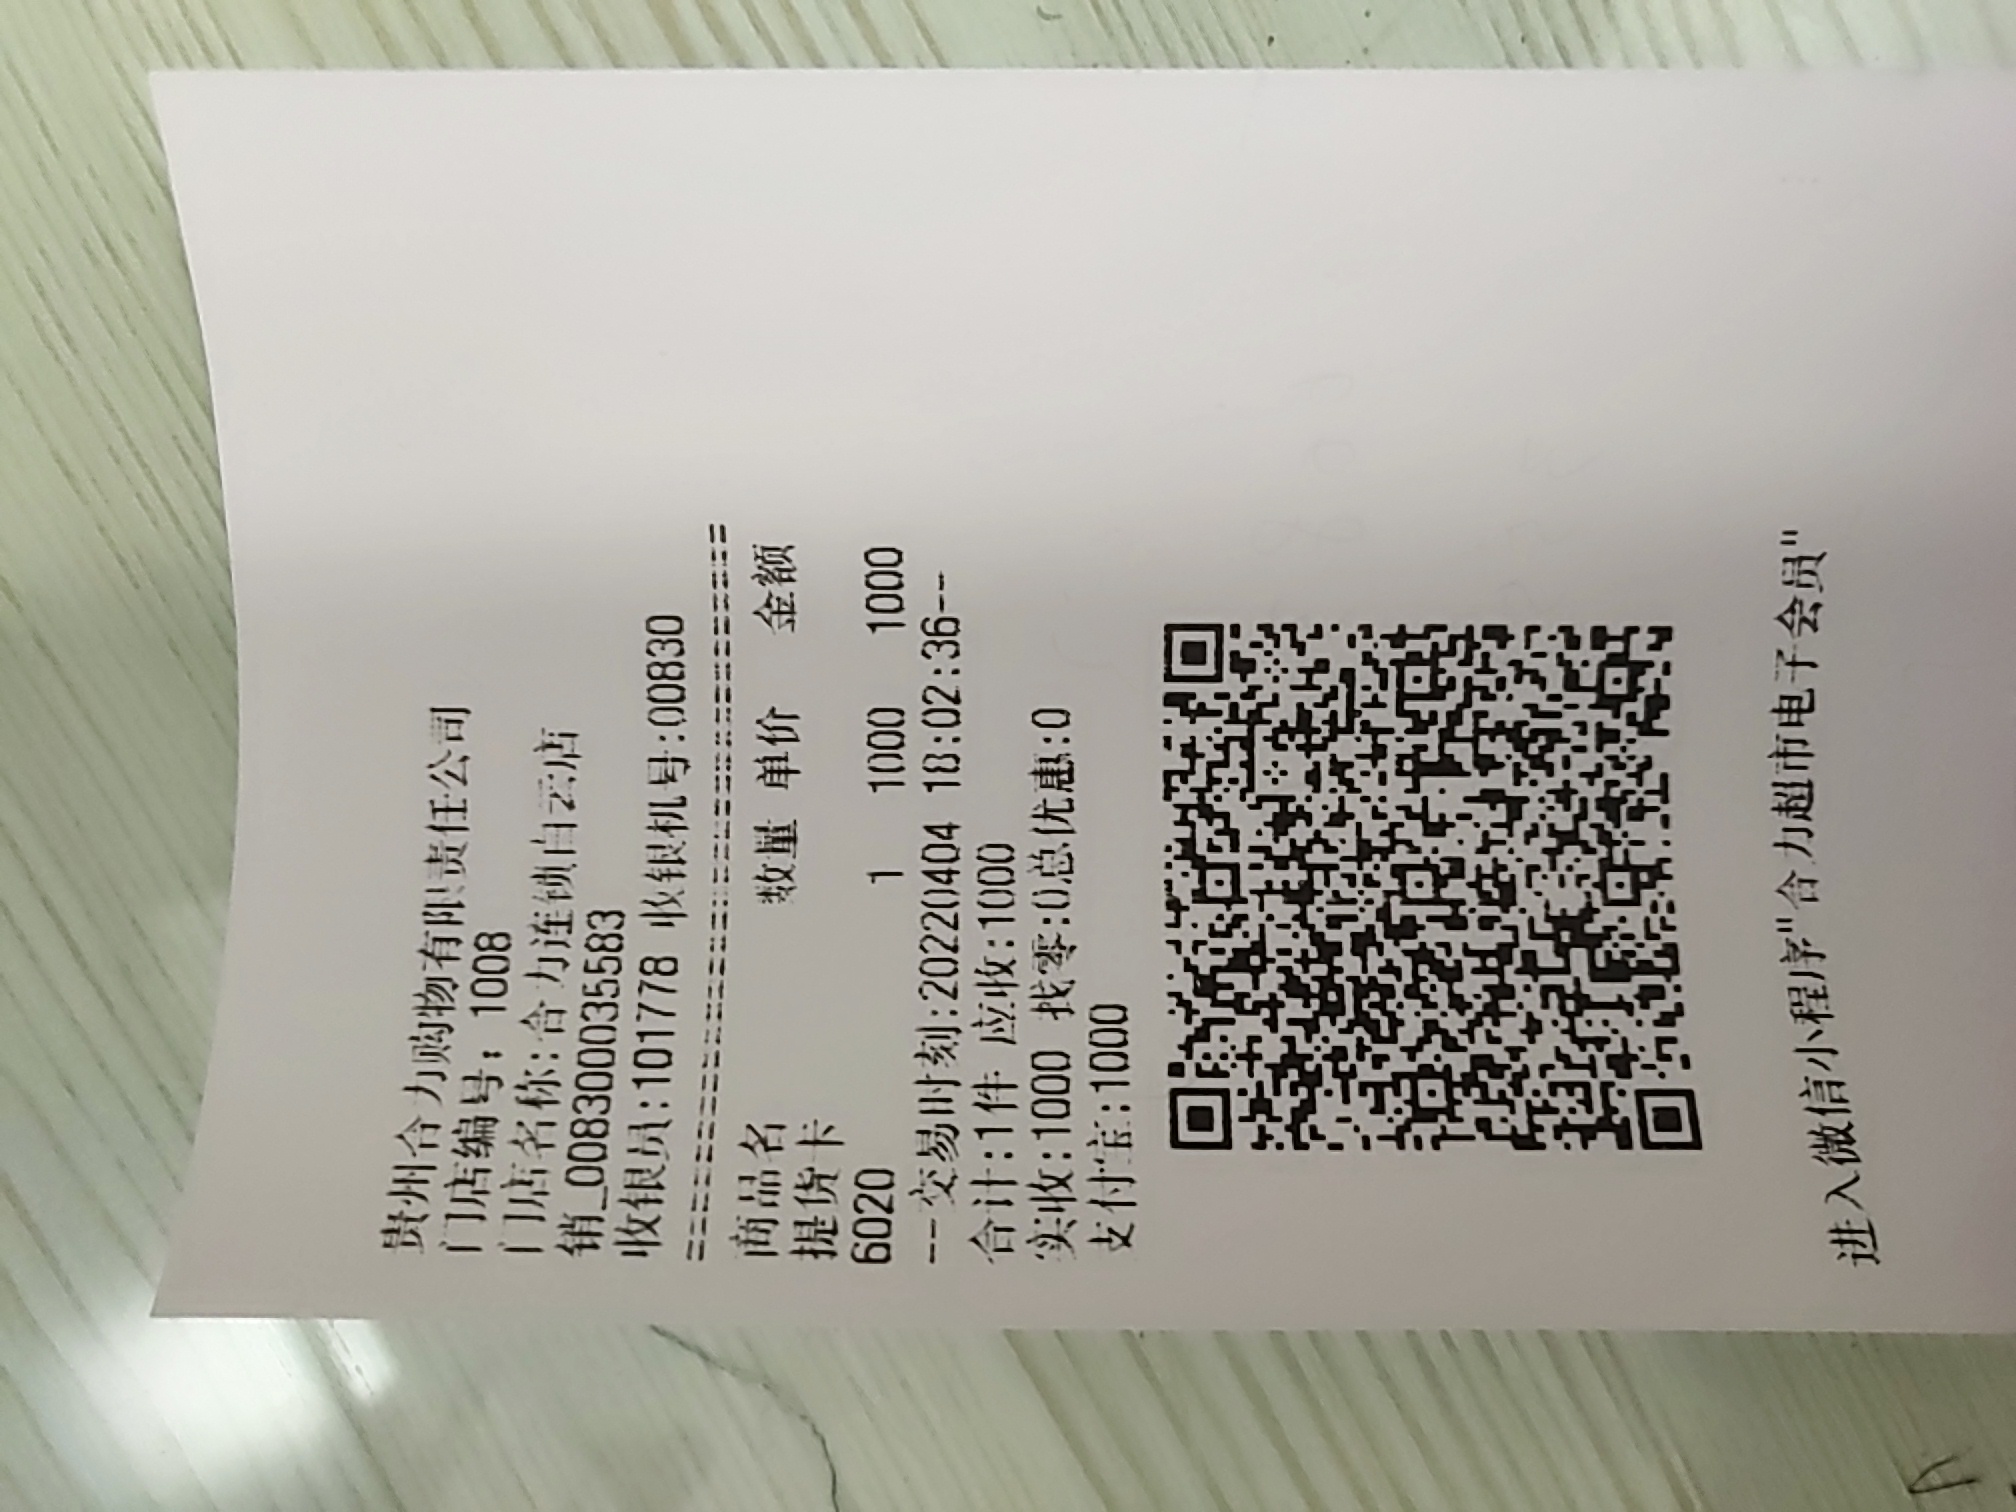 贵州合力购物有限责任公司
门店编号：1008
门店名称:合力连锁白云店
销_0083000355583
收银员:101778 收银机号:00830
========================================
商品名 数量 单价 金额
提货卡
6020 1 1000 1000
--交易时刻:20220404 18:02:36--
合计:1件 应收:1000
实收:1000 找零:0总优惠:0
支付宝:1000
进入微信小程序"合力超市电子会员"